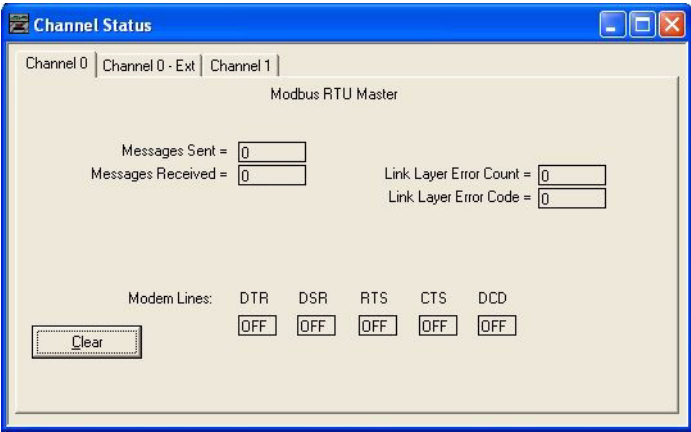 Channel Status
Channel 0 Channel 0 - Ext Channel 1
Modbus RTU Master
Messages Sent = 0
Messages Received = 0
Link Layer Error Count = 0
Link Layer Error Code = 0
Modem Lines: DTR DSR RTS CTS DCD
OFF OFF OFF OFF OFF
Clear